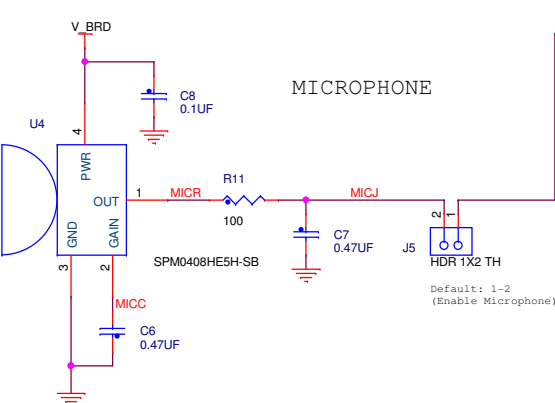 V_BRD
MICROPHONE
C8
0.1UF
U4
4
PWR
OUT
1
MICR
R11
100
MICJ
GND
GAIN
3
2
SPM0408HE5H-SB
C7
0.47UF
2
1
J5
HDR 1X2 TH
Default: 1-2
(Enable Microphone)
MICC
C6
0.47UF